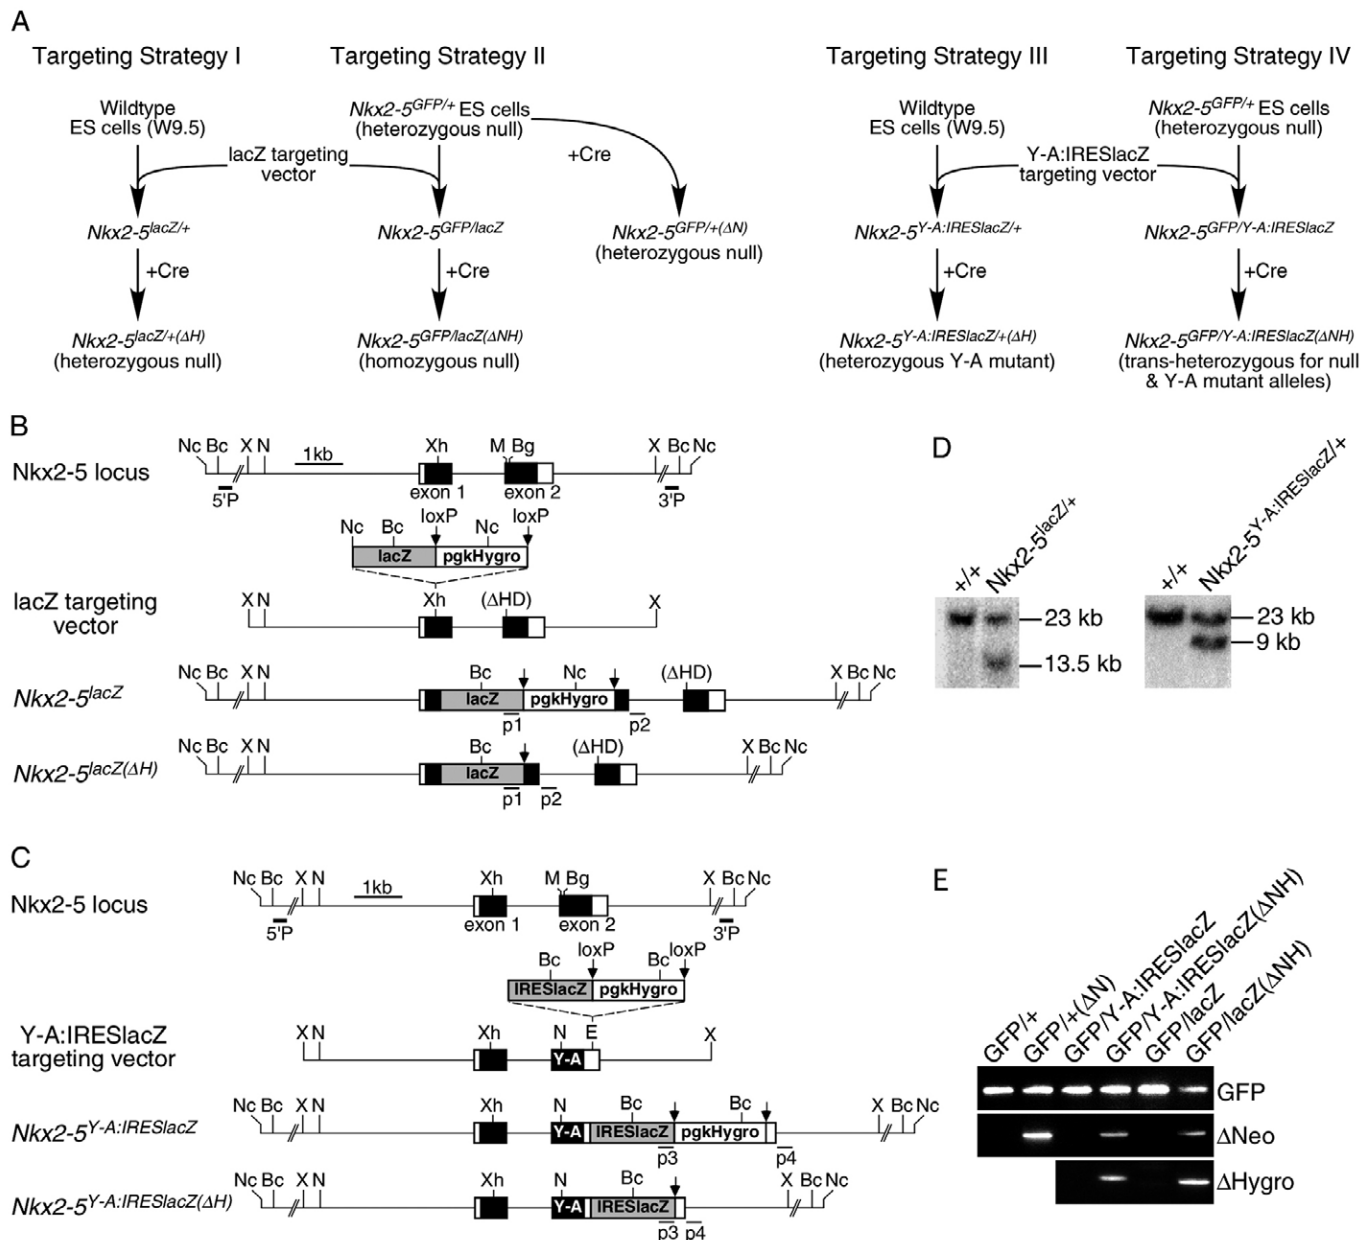 A
Targeting Strategy I
Targeting Strategy II
Targeting Strategy III
Targeting Strategy IV
Wildtype
ES cells (W9.5)
Nkx2-5GFP/+ ES cells
(heterozygous null)
Wildtype
ES cells (W9.5)
Nkx2-5GFP/+ ES cells
(heterozygous null)
lacZ targeting
vector
+Cre
Y-A:IRESlacZ
targeting vector
Nkx2-5lacZ/+
Nkx2-5GFP/lacZ
Nkx2-5GFP/+(ΔN)
(heterozygous null)
Nkx2-5Y-A:IRESlacZ/+
Nkx2-5GFP/Y-A:IRESlacZ
+Cre
+Cre
+Cre
+Cre
Nkx2-5lacZ/+(ΔH)
(heterozygous null)
Nkx2-5GFP/lacZ(ΔNH)
(homozygous null)
Nkx2-5Y-A:IRESlacZ/+(ΔH)
(heterozygous Y-A mutant)
Nkx2-5GFP/Y-A:IRESlacZ(ΔNH)
(trans-heterozygous for null
& Y-A mutant alleles)
B
Nc Bc X N Xh M Bg X Bc Nc
1kb
Nkx2-5 locus
5'P exon 1 exon 2 3'P
loxP loxP
Nc Bc Nc
lacZ pgkHygro
lacZ targeting
vector
X N Xh (ΔHD) X
Nc Bc X N Bc Nc (ΔHD) X Bc Nc
Nkx2-5lacZ
lacZ pgkHygro
p1 p2
Nc Bc X N Bc (ΔHD) X Bc Nc
Nkx2-5lacZ(ΔH)
lacZ
p1 p2
C
Nc Bc X N Xh M Bg X Bc Nc
1kb
Nkx2-5 locus
5'P exon 1 exon 2 3'P
Bc loxP Bc loxP
IRESlacZ pgkHygro
Y-A:IRESlacZ
targeting vector
X N Xh N E X
Y-A
Nc Bc X N Xh N Bc Bc X Bc Nc
Nkx2-5Y-A:IRESlacZ
Y-A IRESlacZ pgkHygro
p3 p4
Nc Bc X N Xh N Bc X Bc Nc
Nkx2-5Y-A:IRESlacZ(ΔH)
Y-A IRESlacZ
p3 p4
D
+/+
Nkx2-5lacZ/+
23 kb
13.5 kb
+/+
Nkx2-5Y-A:IRESlacZ/+
23 kb
9 kb
E
GFP/+
GFP/+(ΔN)
GFP/Y-A:IRESlacZ
GFP/Y-A:IRESlacZ(ΔNH)
GFP/lacZ
GFP/lacZ(ΔNH)
GFP
ΔNeo
ΔHygro